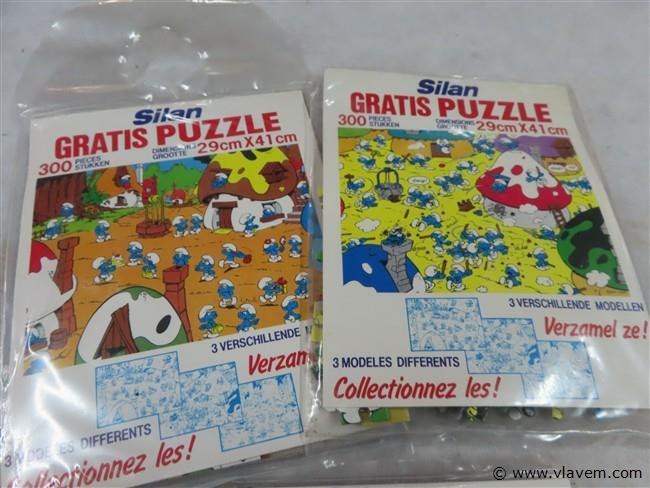 Silan
GRATIS PUZZLE
300 PIECES STUKKEN DIMENSIONS GROOTTE 29cm X 41cm
3 VERSCHILLENDE M
Verzam
3 MODELES DIFFERENTS
Collectionnez les!
Silan
GRATIS PUZZLE
300 PIECES STUKKEN DIMENSIONS GROOTTE 29cm X 41cm
3 VERSCHILLENDE MODELLEN
Verzamel ze!
3 MODELES DIFFERENTS
Collectionnez les!
© www.vlavem.com